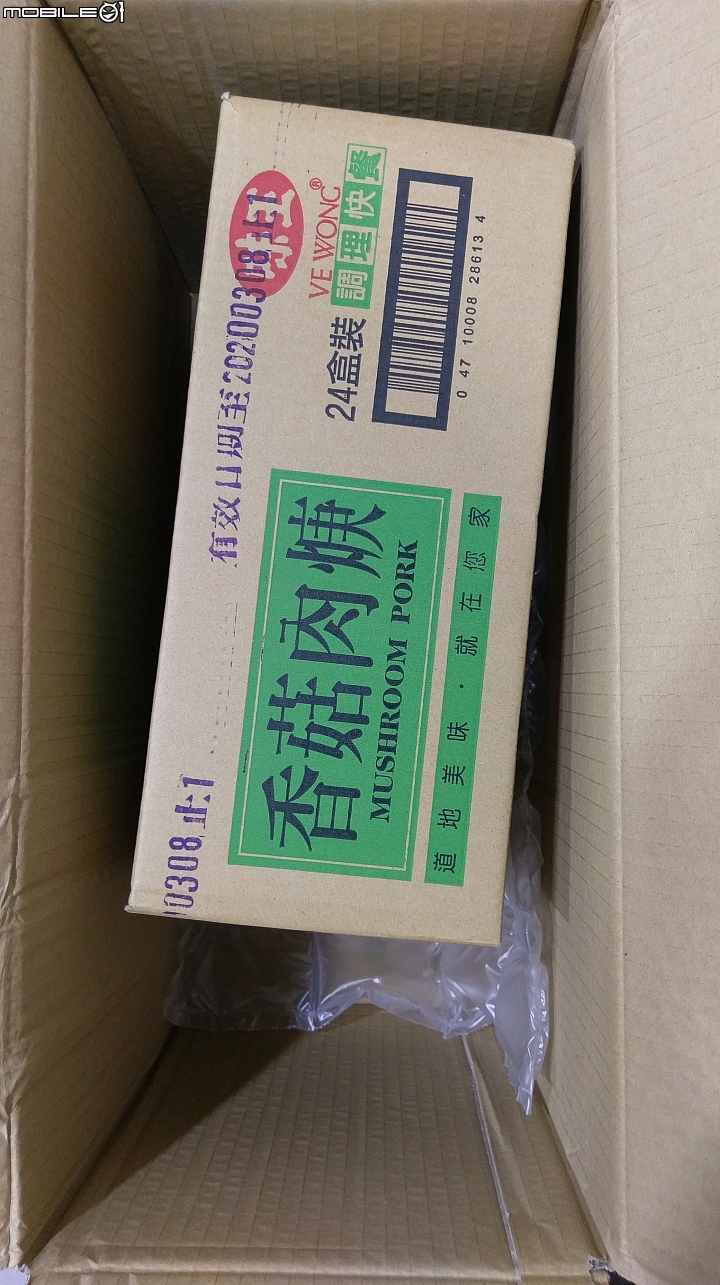 MOBILE01
味王
VE WONG®
調理快餐
24盒裝
0 47 10008 28613 4
有效日期至20200308止1
香菇肉焿
MUSHROOM PORK
道地美味・就在您家
0308止1